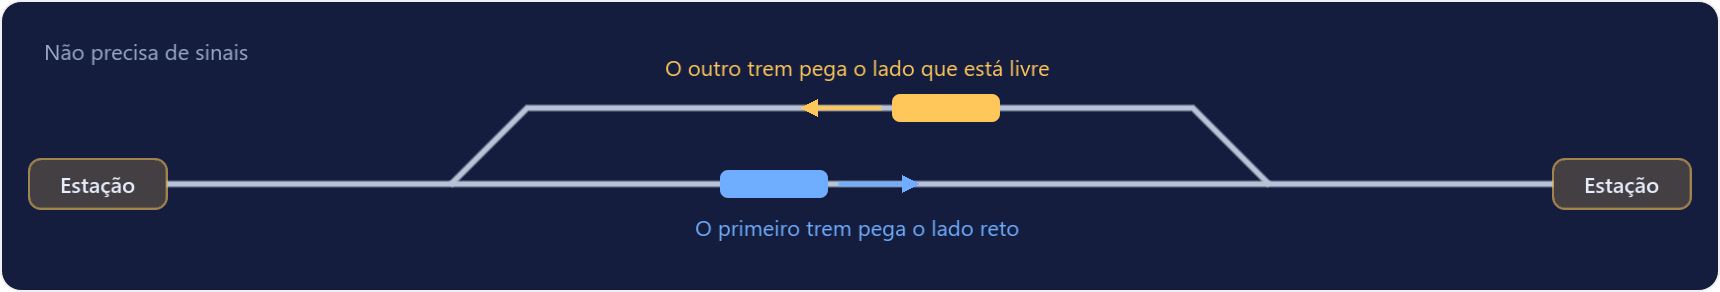 Não precisa de sinais
O outro trem pega o lado que está livre
Estação
Estação
O primeiro trem pega o lado reto